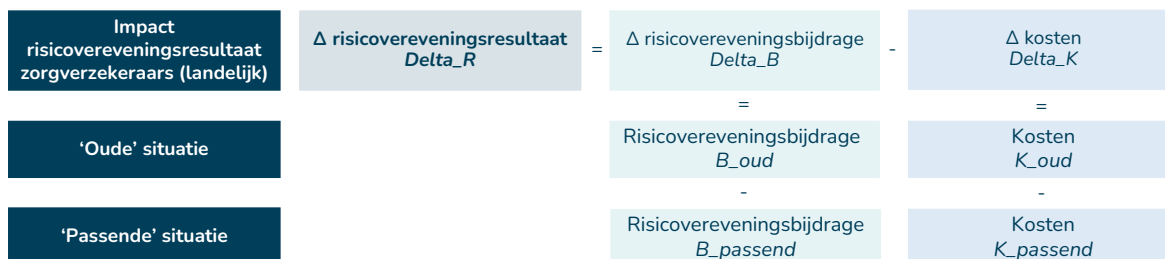 Impact
risicovereveningsresultaat
zorgverzekeraars (landelijk)
Δ risicovereveningsresultaat
Delta_R
=
Δ risicovereveningsbijdrage
Delta_B
-
Δ kosten
Delta_K
=
=
‘Oude’ situatie
Risicovereveningsbijdrage
B_oud
Kosten
K_oud
-
-
‘Passende’ situatie
Risicovereveningsbijdrage
B_passend
Kosten
K_passend